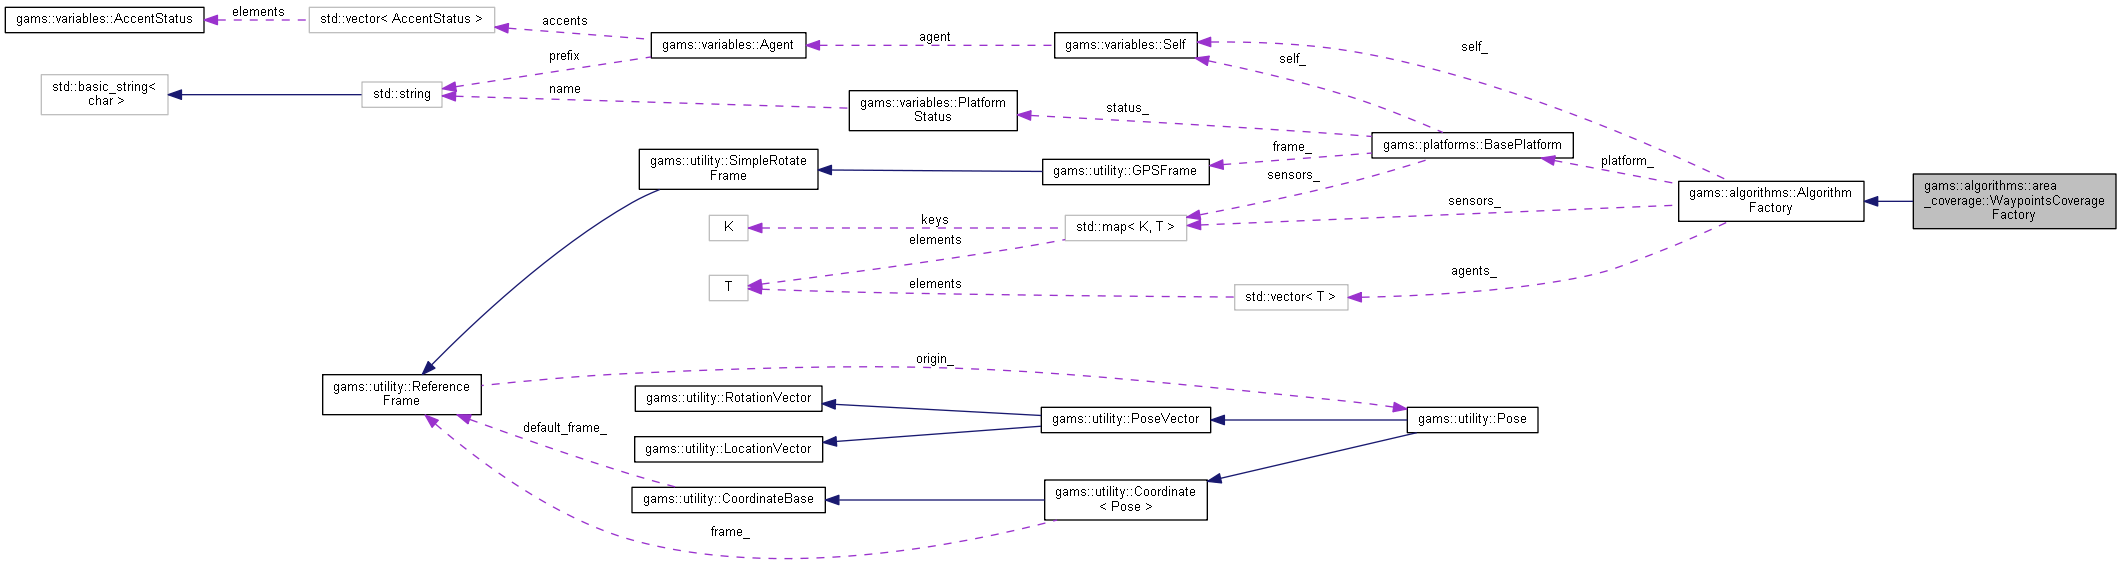 gams::variables::AccentStatus
elements
std::vector< AccentStatus >
accents
gams::variables::Agent
agent
gams::variables::Self
self_
self_
prefix
std::basic_string<
char >
std::string
name
gams::variables::Platform
Status
status_
gams::platforms::BasePlatform
platform_
gams::utility::SimpleRotate
Frame
gams::utility::GPSFrame
frame_
sensors_
gams::algorithms::Algorithm
Factory
gams::algorithms::area
_coverage::WaypointsCoverage
Factory
K
keys
elements
std::map< K, T >
sensors_
T
elements
std::vector< T >
agents_
gams::utility::Reference
Frame
origin_
gams::utility::RotationVector
default_frame_
gams::utility::LocationVector
gams::utility::PoseVector
gams::utility::Pose
gams::utility::CoordinateBase
gams::utility::Coordinate
< Pose >
frame_